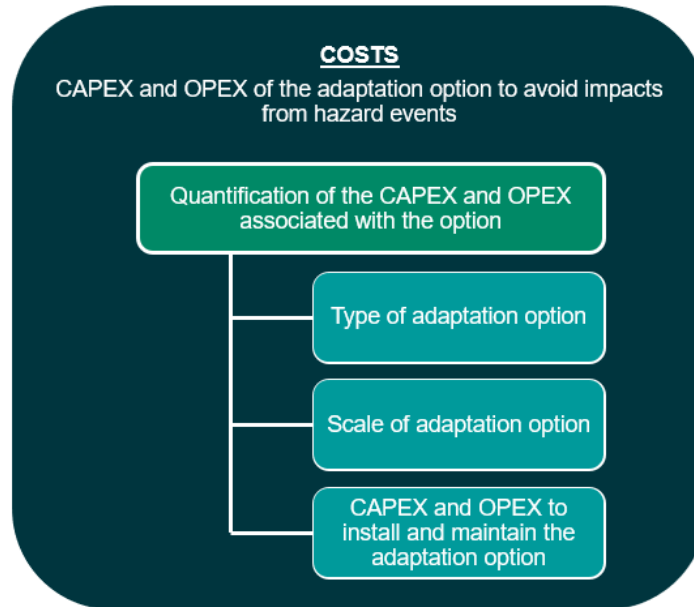 COSTS
CAPEX and OPEX of the adaptation option to avoid impacts
from hazard events
Quantification of the CAPEX and OPEX
associated with the option
Type of adaptation option
Scale of adaptation option
CAPEX and OPEX to
install and maintain the
adaptation option